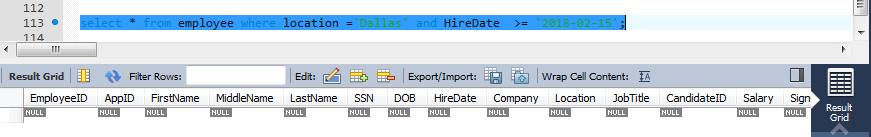 112
113 select * from employee where location ='Dallas' and HireDate >= '2018-02-15';
114
Result Grid Filter Rows: Edit: Export/Import: Wrap Cell Content: IA
EmployeeID AppID FirstName MiddleName LastName SSN DOB HireDate Company Location JobTitle CandidateID Salary Sign
NULL NULL NULL NULL NULL NULL NULL NULL NULL NULL NULL NULL NULL NULL
Result
Grid